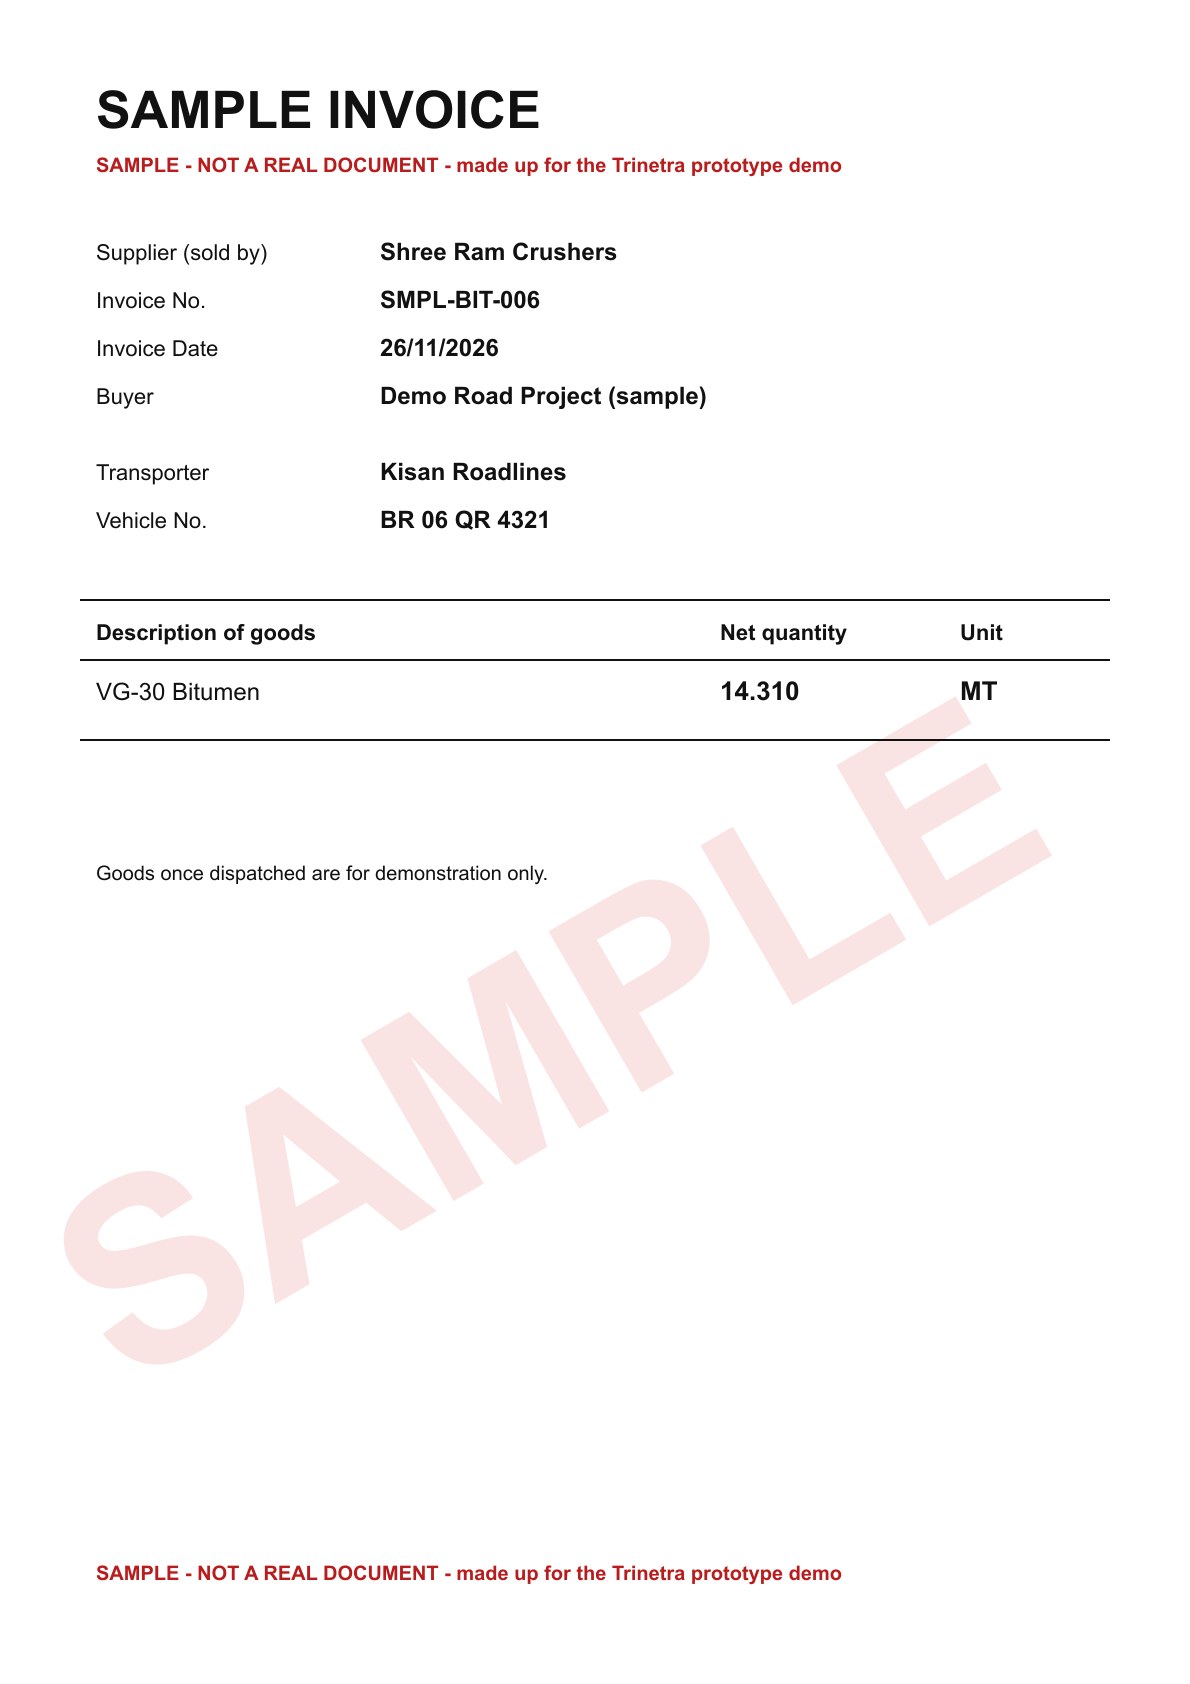 SAMPLE INVOICE
SAMPLE - NOT A REAL DOCUMENT - made up for the Trinetra prototype demo
Supplier (sold by) Shree Ram Crushers
Invoice No. SMPL-BIT-006
Invoice Date 26/11/2026
Buyer Demo Road Project (sample)
Transporter Kisan Roadlines
Vehicle No. BR 06 QR 4321
Description of goods Net quantity Unit
VG-30 Bitumen 14.310 MT
Goods once dispatched are for demonstration only.
SAMPLE
SAMPLE - NOT A REAL DOCUMENT - made up for the Trinetra prototype demo